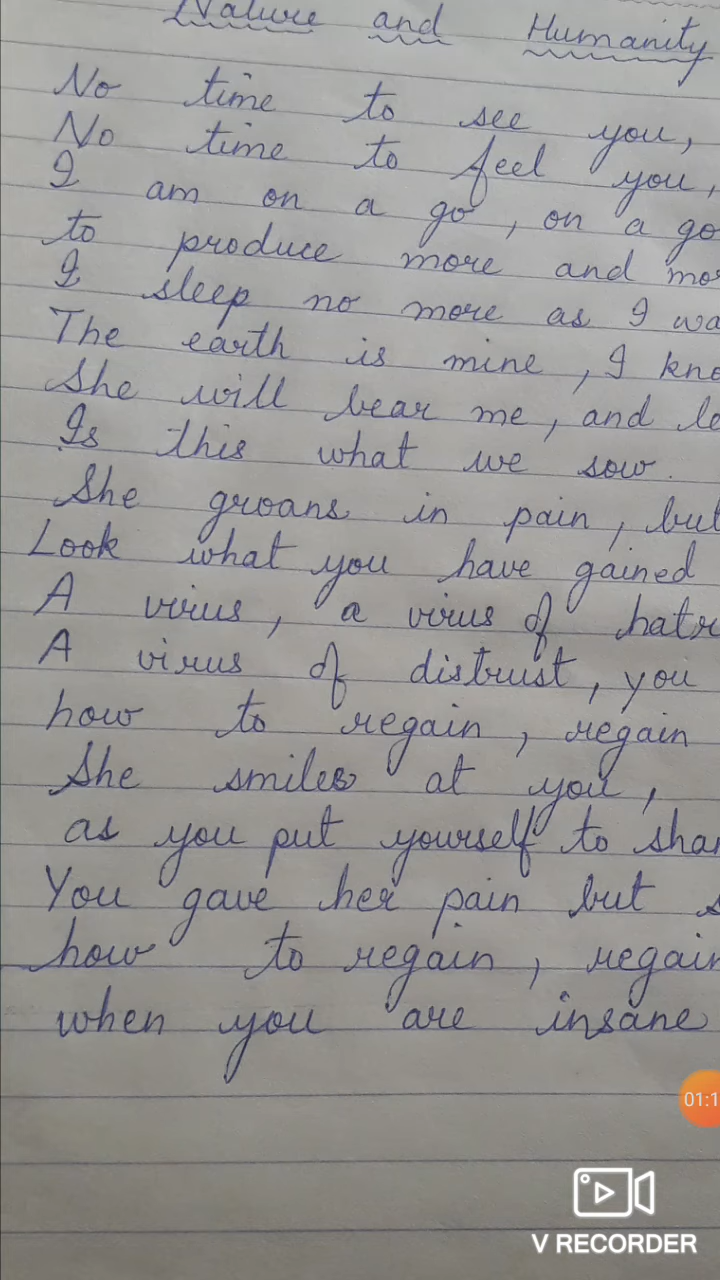 Nature and Humanity
No time to see you,
No time to feel you,
I am on a go, on a go
to produce more and
I sleep no more as I
The earth is mine, I
She will bear me, and
Is this what we sow.
She groans in pain, but
Look what you have gained
A virus, a virus of
A virus of distrust, you
how to regain, regain
She smiles at you,
as you put yourself to
You gave her pain but
how to regain, regain
when you are insane
01:1
V RECORDER